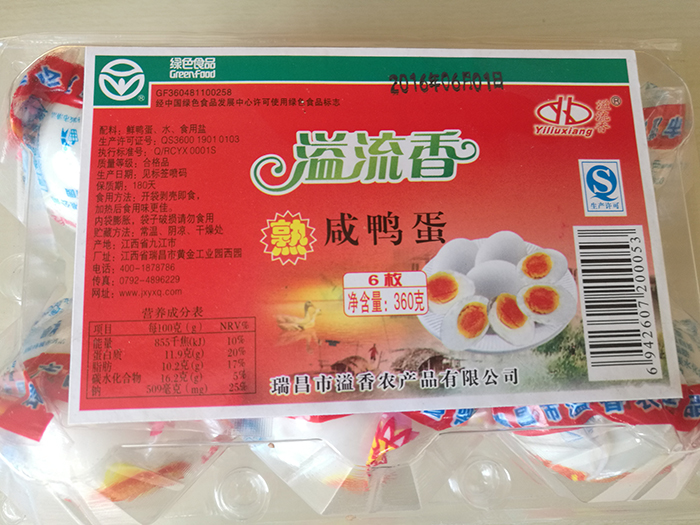 绿色食品
GreenFood
®
GF360481100258
经中国绿色食品发展中心许可使用绿色食品标志
2016年06月01日
溢流香®
Yiliuxiang
配料：鲜鸭蛋、水、食用盐
生产许可证号：QS3600 1901 0103
执行标准号：Q/RCYX 0001S
质量等级：合格品
生产日期：见标签喷码
保质期：180天
食用方法：开袋剥壳即食，
加热后食用味更佳。
内袋膨胀，袋子破损请勿食用
贮藏方法：常温、阴凉、干燥处
产地：江西省九江市
厂址：江西省瑞昌市黄金工业园西园
电话：400-1878786
传真：0792-4896229
网址：www.jxyxq.com
溢流香
熟 咸鸭蛋
QS
生产许可
6枚
净含量：360克
营养成分表
项目 每100克(g) NRV%
能量 855千焦(kJ) 10%
蛋白质 11.9克(g) 20%
脂肪 10.2克(g) 17%
碳水化合物 16.2克(g) 5%
钠 509毫克(mg) 25%
瑞昌市溢香农产品有限公司
6942607200053